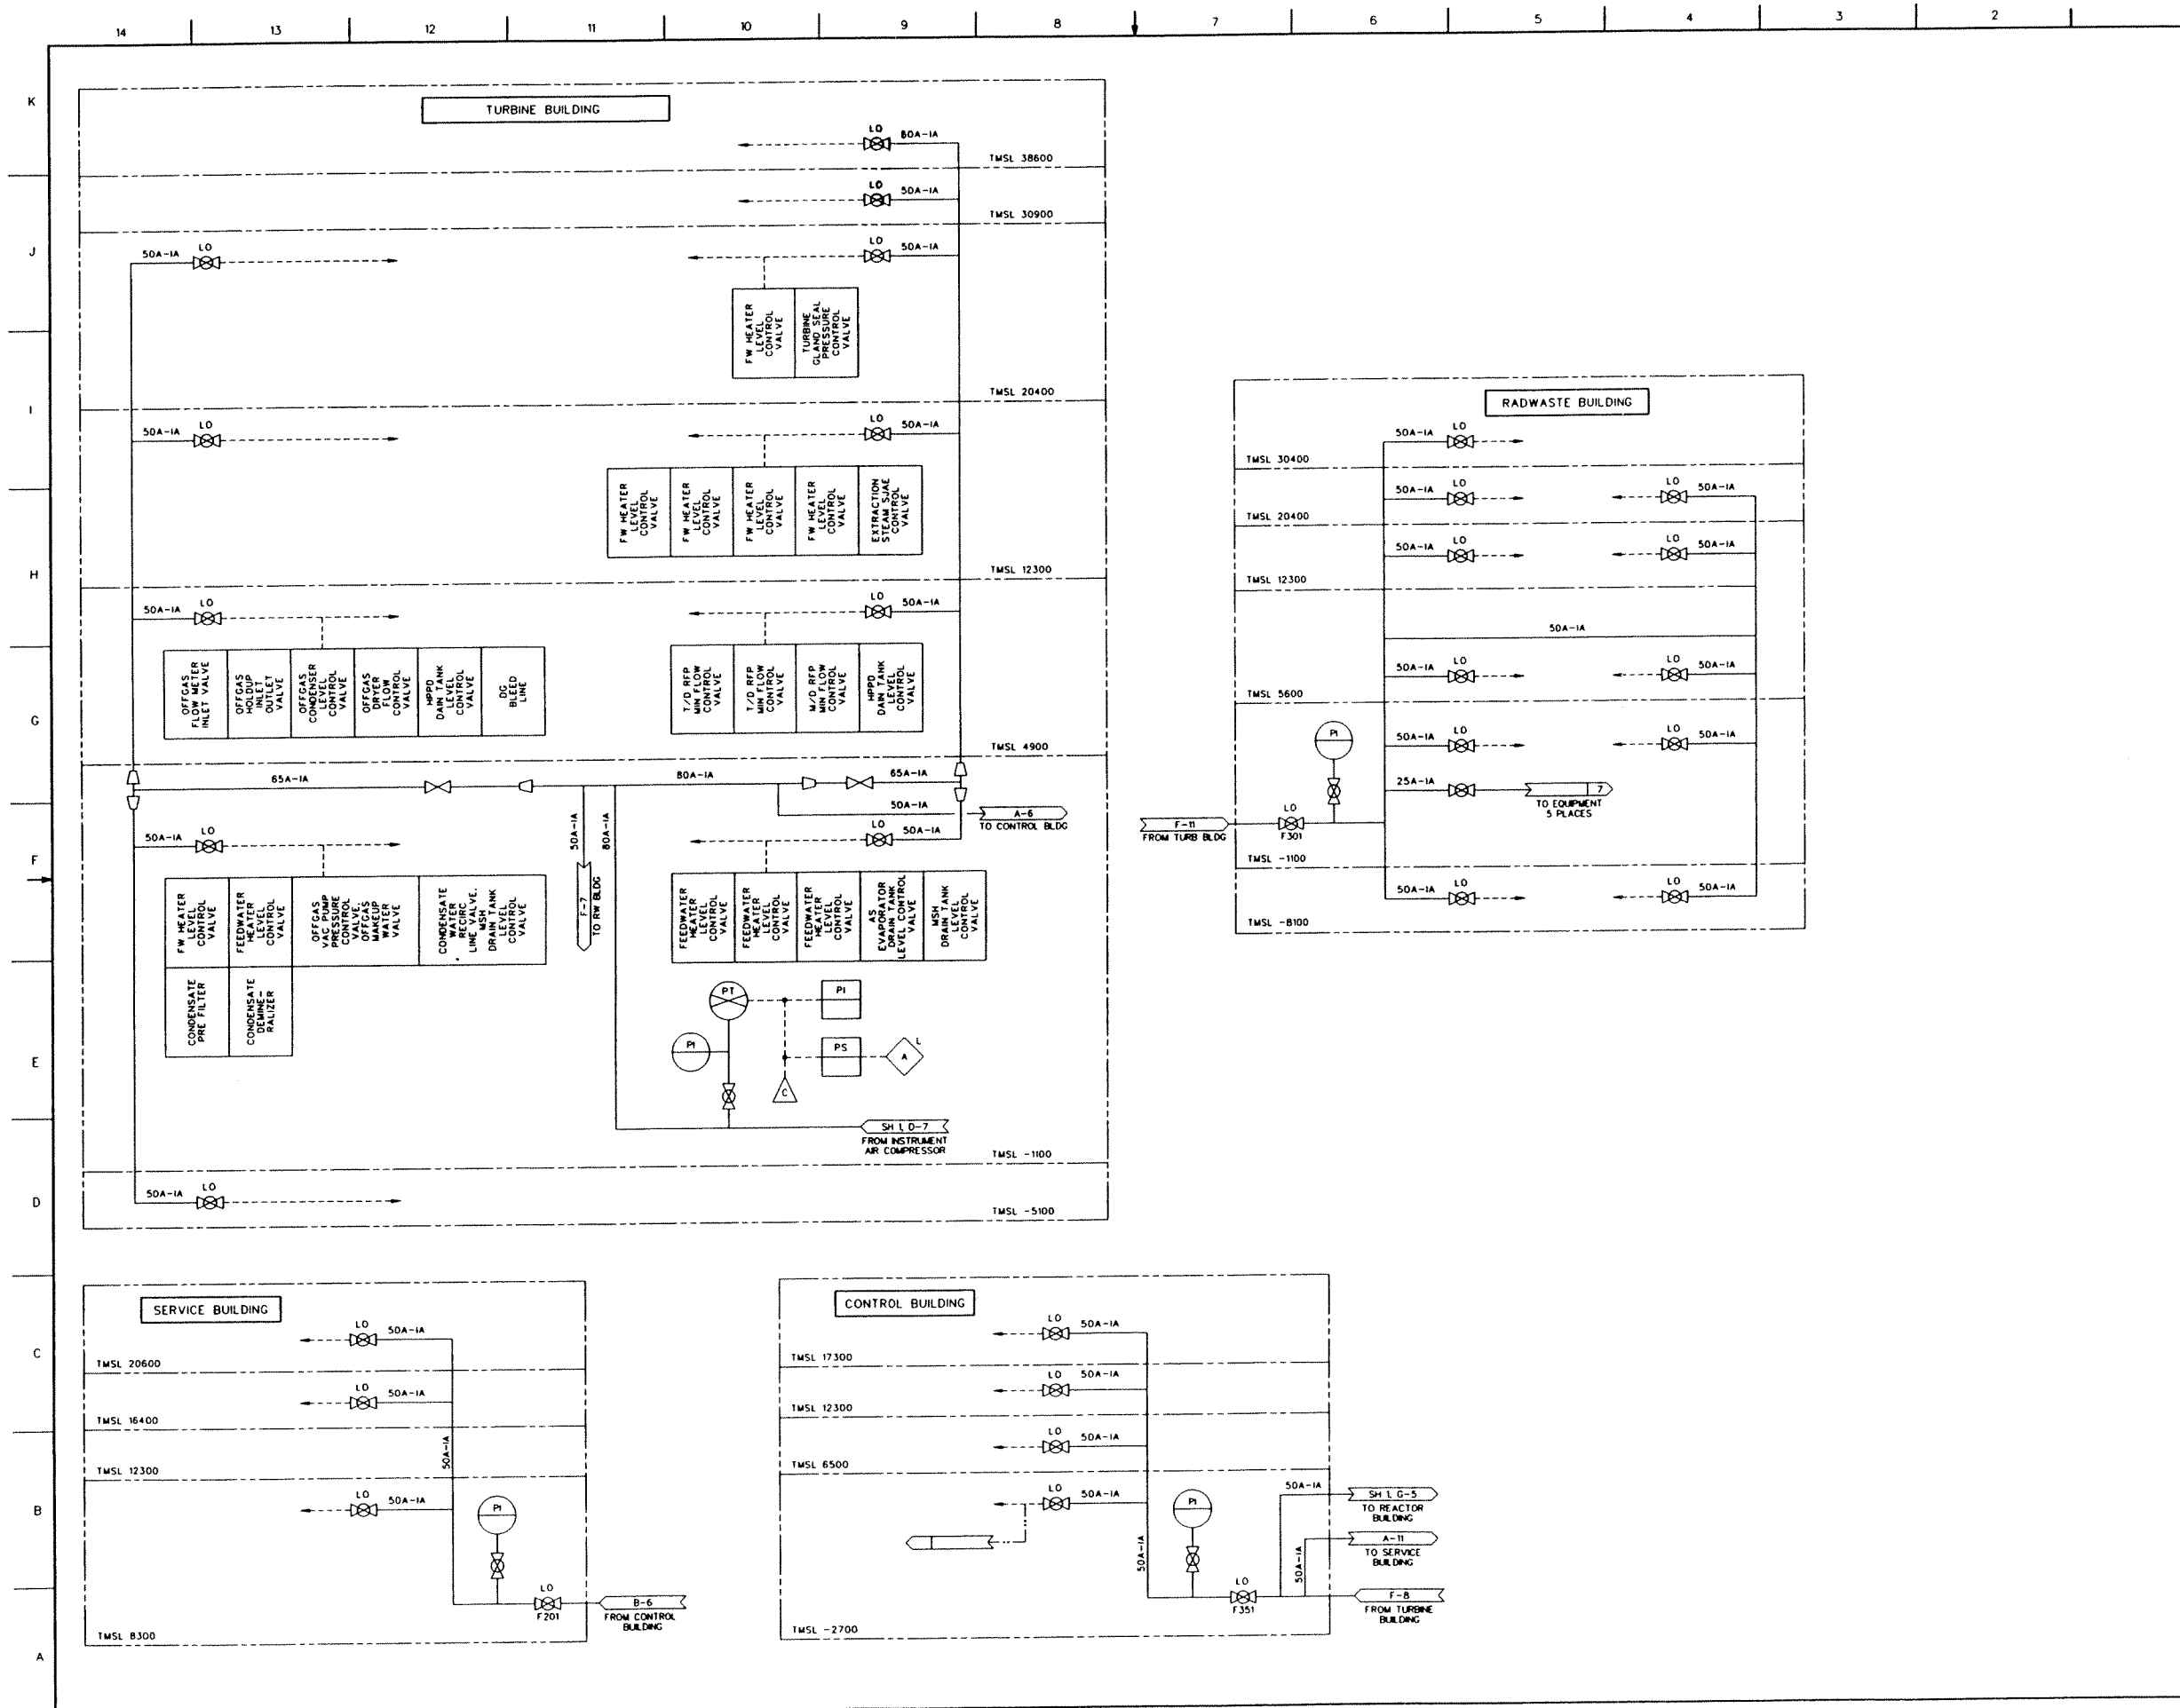 14 13 12 11 10 9 8 7 6 5 4 3 2
K
J
I
H
G
F
E
D
C
B
A
TURBINE BUILDING
LO
80A-IA
TMSL 38600
LO
50A-IA
TMSL 30900
50A-IA
LO
LO
50A-IA
FW HEATER
LEVEL
CONTROL
VALVE
TURBINE
GLAND SEAL
PRESSURE
CONTROL
VALVE
TMSL 20400
50A-IA
LO
LO
50A-IA
FW HEATER
LEVEL
CONTROL
VALVE
FW HEATER
LEVEL
CONTROL
VALVE
FW HEATER
LEVEL
CONTROL
VALVE
FW HEATER
LEVEL
CONTROL
VALVE
EXTRACTION
STEAM SJAE
CONTROL
VALVE
TMSL 12300
50A-IA
LO
LO
50A-IA
OFFGAS
FLOW METER
INLET VALVE
OFFGAS
HOLDUP
INLET
OUTLET
VALVE
OFFGAS
CONDENSER
LEVEL
CONTROL
VALVE
OFFGAS
DRYER
FLOW
CONTROL
VALVE
HPPD
DAIN TANK
LEVEL
CONTROL
VALVE
DG
BLEED
LINE
T/D RFP
MIN FLOW
CONTROL
VALVE
T/D RFP
MIN FLOW
CONTROL
VALVE
M/D RFP
MIN FLOW
CONTROL
VALVE
HPPD
DAIN TANK
LEVEL
CONTROL
VALVE
TMSL 4900
65A-IA
80A-IA
65A-IA
50A-IA
A-6
TO CONTROL BLDG
50A-IA
80A-IA
F-7
TO RW BLDG
50A-IA
LO
LO
50A-IA
FW HEATER
LEVEL
CONTROL
VALVE
FEEDWATER
HEATER
LEVEL
CONTROL
VALVE
OFFGAS
VAC PUMP
PRESSURE
CONTROL
VALVE,
OFFGAS
MAKEUP
WATER
VALVE
CONDENSATE
WATER
RECIRC
LINE VALVE,
MSH
DRAIN TANK
LEVEL
CONTROL
VALVE
CONDENSATE
PRE FILTER
CONDENSATE
DEMINE-
RALIZER
FEEDWATER
HEATER
LEVEL
CONTROL
VALVE
FEEDWATER
HEATER
LEVEL
CONTROL
VALVE
FEEDWATER
HEATER
LEVEL
CONTROL
VALVE
AS
EVAPORATOR
DRAIN TANK
LEVEL CONTROL
VALVE
MSH
DRAIN TANK
LEVEL
CONTROL
VALVE
PT
PI
PI
PS
A
L
C
SH 1, D-7
FROM INSTRUMENT
AIR COMPRESSOR
TMSL -1100
50A-IA
LO
TMSL -5100
RADWASTE BUILDING
50A-IA
LO
TMSL 30400
50A-IA
LO
LO
50A-IA
TMSL 20400
50A-IA
LO
LO
50A-IA
TMSL 12300
50A-IA
50A-IA
LO
LO
50A-IA
TMSL 5600
PI
50A-IA
LO
LO
50A-IA
25A-IA
7
TO EQUIPMENT
5 PLACES
F-11
FROM TURB BLDG
LO
F301
TMSL -1100
50A-IA
LO
LO
50A-IA
TMSL -8100
SERVICE BUILDING
LO
50A-IA
TMSL 20600
LO
50A-IA
TMSL 16400
50A-IA
TMSL 12300
LO
50A-IA
PI
LO
F201
B-6
FROM CONTROL
BUILDING
TMSL 8300
CONTROL BUILDING
LO
50A-IA
TMSL 17300
LO
50A-IA
TMSL 12300
LO
TMSL 6500
LO
50A-IA
PI
50A-IA
50A-IA
SH 1, G-5
TO REACTOR
BUILDING
A-11
TO SERVICE
BUILDING
50A-IA
LO
F351
F-8
FROM TURBINE
BUILDING
TMSL -2700